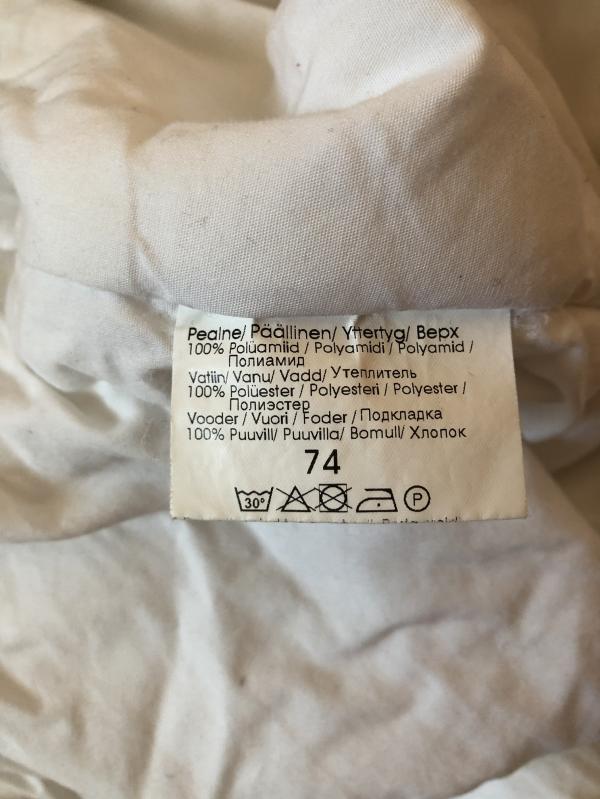 Pealne/ Päällinen/ Yttertyg/ Верх
100% Polüamiid / Polyamidi / Polyamid /
Полиамид
Vatiin/ Vanu/ Vadd/ Утеплитель
100% Polüester / Polyesteri / Polyester /
Полиэстер
Vooder / Vuori / Foder / Подкладка
100% Puuvill/ Puuvilla/ Bomull/ Хлопок
74
30° P